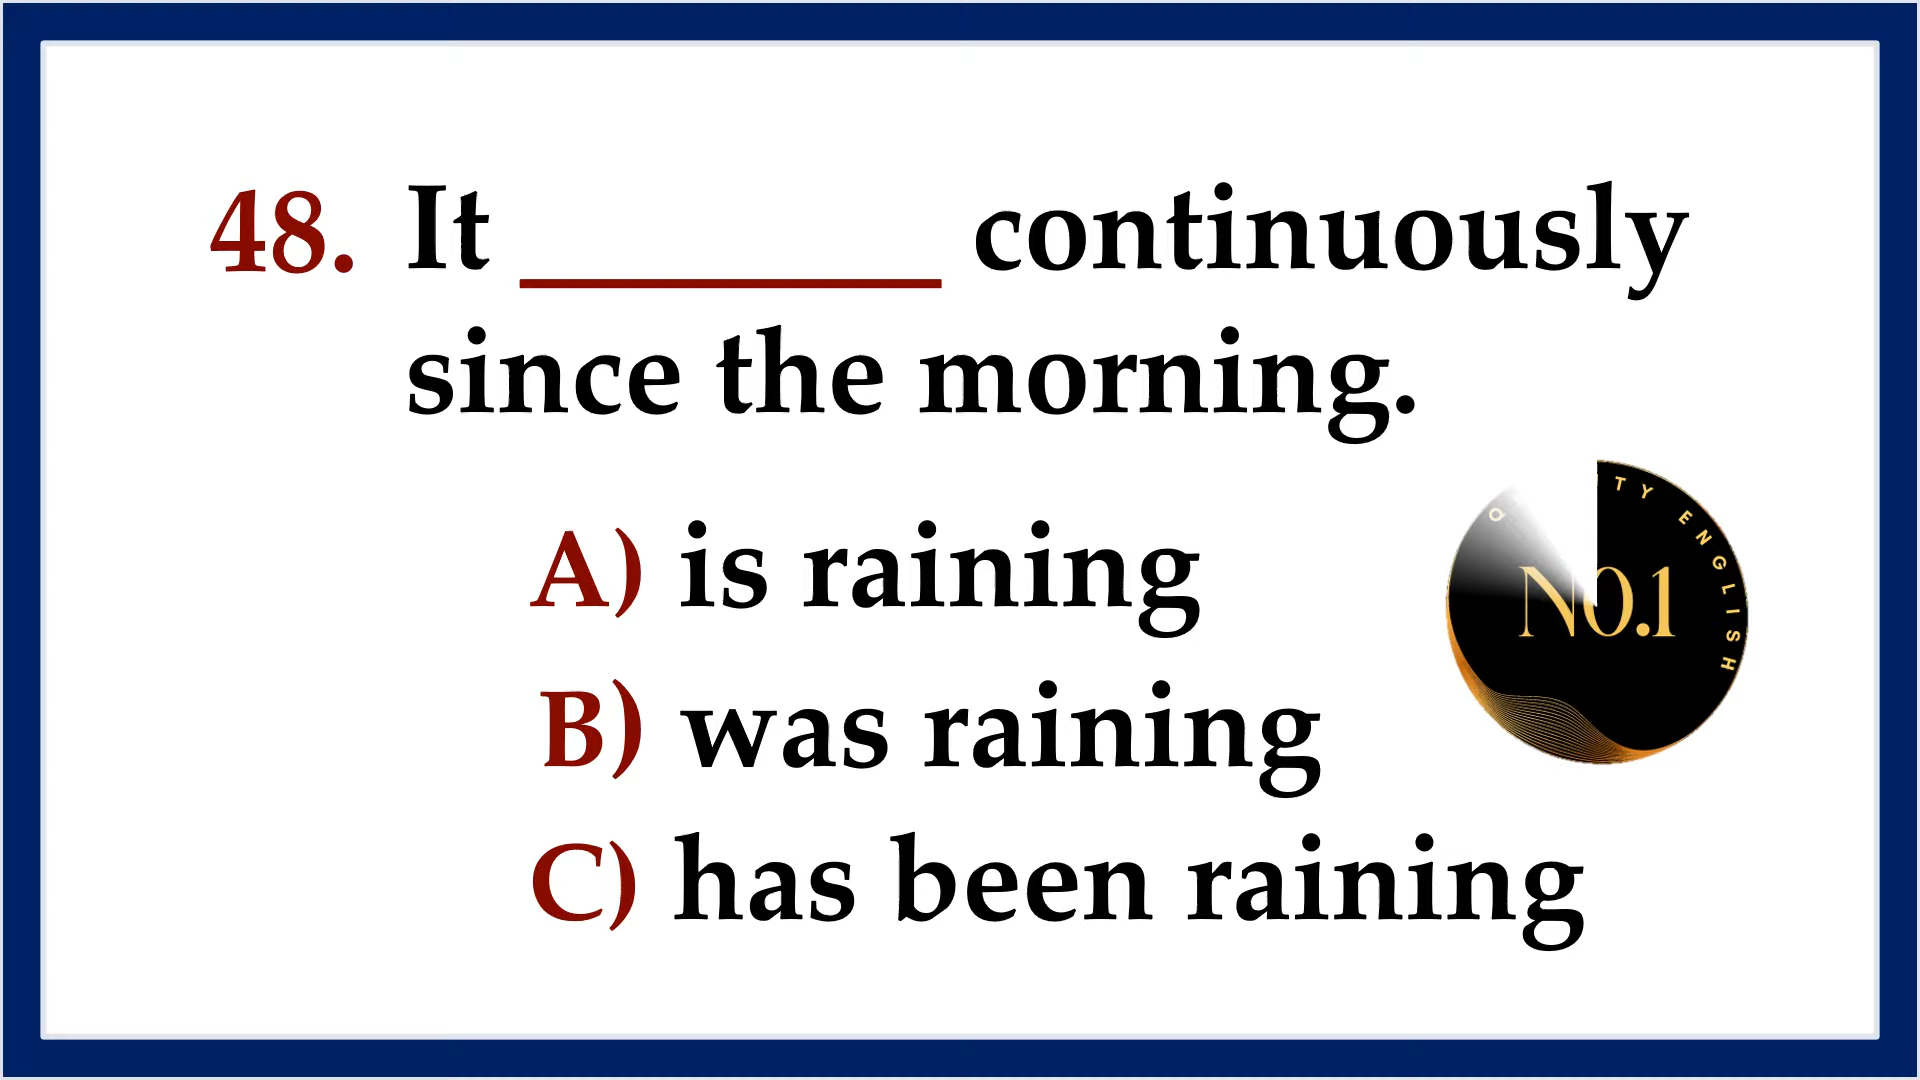 48. It ________ continuously
since the morning.
A) is raining
B) was raining
C) has been raining
Q TY ENGLISH
NO.1